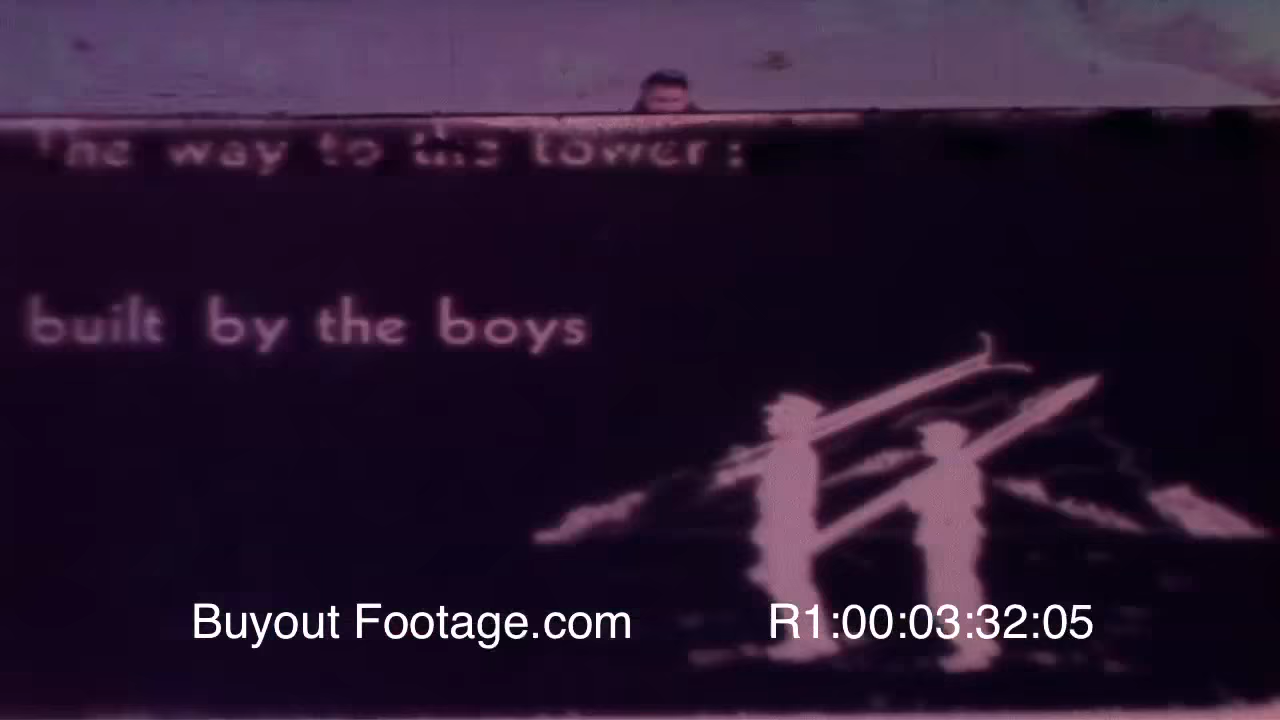 The way to the tower:
built by the boys
Buyout Footage.com R1:00:03:32:05